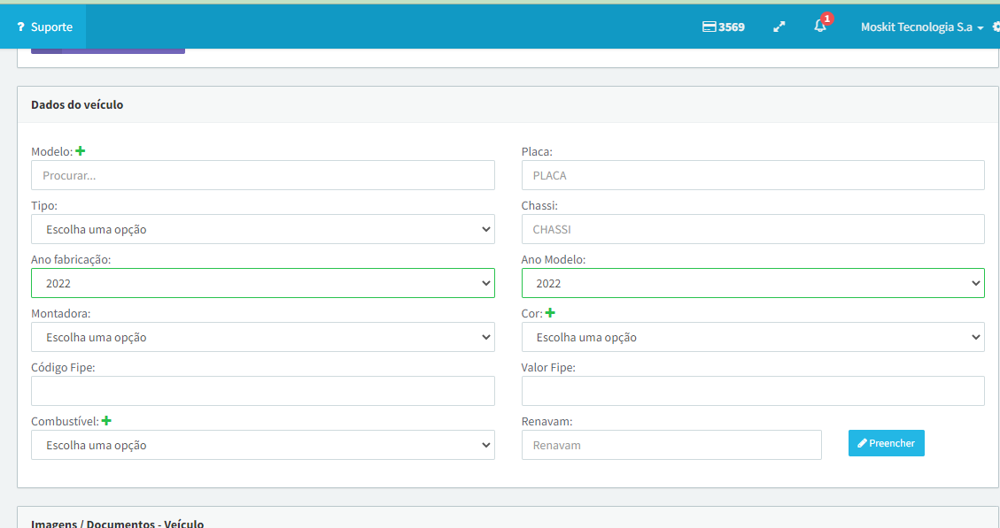 ? Suporte
3569
1
Moskit Tecnologia S.a
Dados do veículo
Modelo:
Placa:
Procurar...
PLACA
Tipo:
Chassi:
Escolha uma opção
CHASSI
Ano fabricação:
Ano Modelo:
2022
2022
Montadora:
Cor:
Escolha uma opção
Escolha uma opção
Código Fipe:
Valor Fipe:
Combustível:
Renavam:
Escolha uma opção
Renavam
Preencher
Imagens / Documentos - Veículo